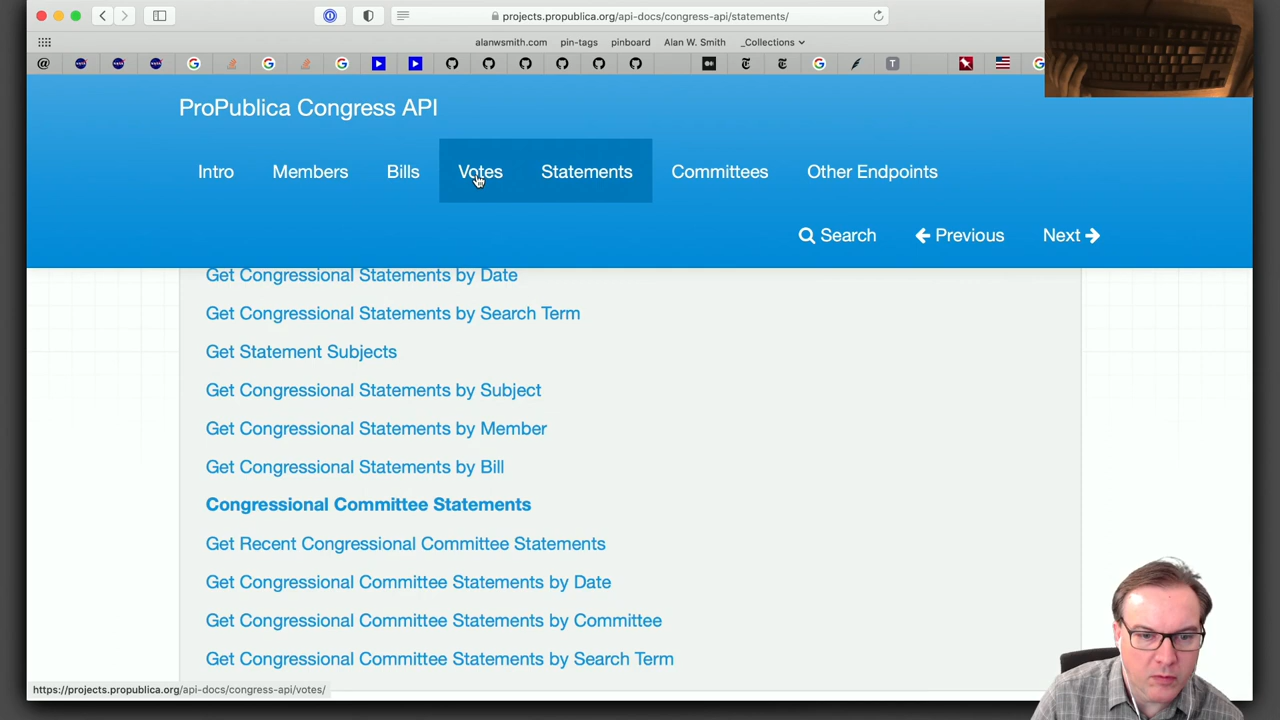 projects.propublica.org/api-docs/congress-api/statements/
alanwsmith.com pin-tags pinboard Alan W. Smith _Collections
ProPublica Congress API
Intro Members Bills Votes Statements Committees Other Endpoints
Search Previous Next
Get Congressional Statements by Date
Get Congressional Statements by Search Term
Get Statement Subjects
Get Congressional Statements by Subject
Get Congressional Statements by Member
Get Congressional Statements by Bill
Congressional Committee Statements
Get Recent Congressional Committee Statements
Get Congressional Committee Statements by Date
Get Congressional Committee Statements by Committee
Get Congressional Committee Statements by Search Term
https://projects.propublica.org/api-docs/congress-api/votes/